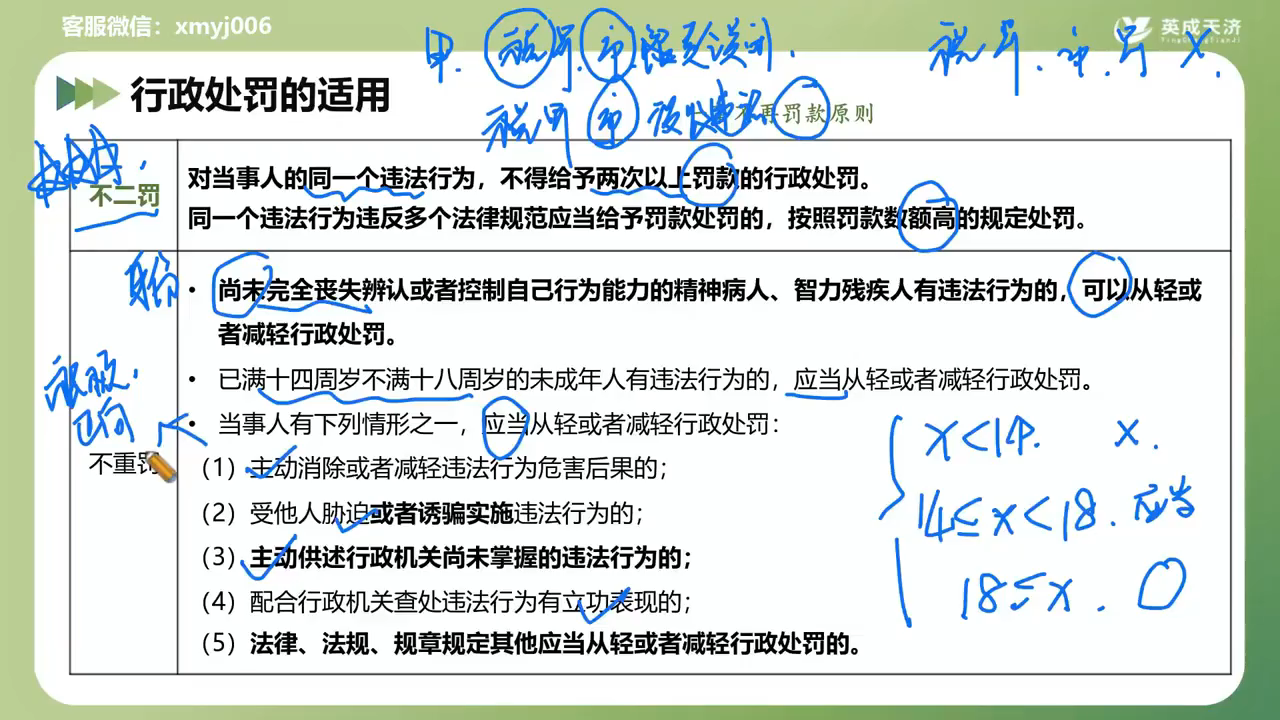 客服微信：xmyj006
英成天济
YingChengTianJi
行政处罚的适用
不再罚款原则
不二罚
对当事人的同一个违法行为，不得给予两次以上罚款的行政处罚。
同一个违法行为违反多个法律规范应当给予罚款处罚的，按照罚款数额高的规定处罚。
不重罚
• 尚未完全丧失辨认或者控制自己行为能力的精神病人、智力残疾人有违法行为的，可以从轻或
者减轻行政处罚。
• 已满十四周岁不满十八周岁的未成年人有违法行为的，应当从轻或者减轻行政处罚。
• 当事人有下列情形之一，应当从轻或者减轻行政处罚：
（1）主动消除或者减轻违法行为危害后果的；
（2）受他人胁迫或者诱骗实施违法行为的；
（3）主动供述行政机关尚未掌握的违法行为的；
（4）配合行政机关查处违法行为有立功表现的；
（5）法律、法规、规章规定其他应当从轻或者减轻行政处罚的。
x<14. x.
14≤x<18. 应当
18≤x.